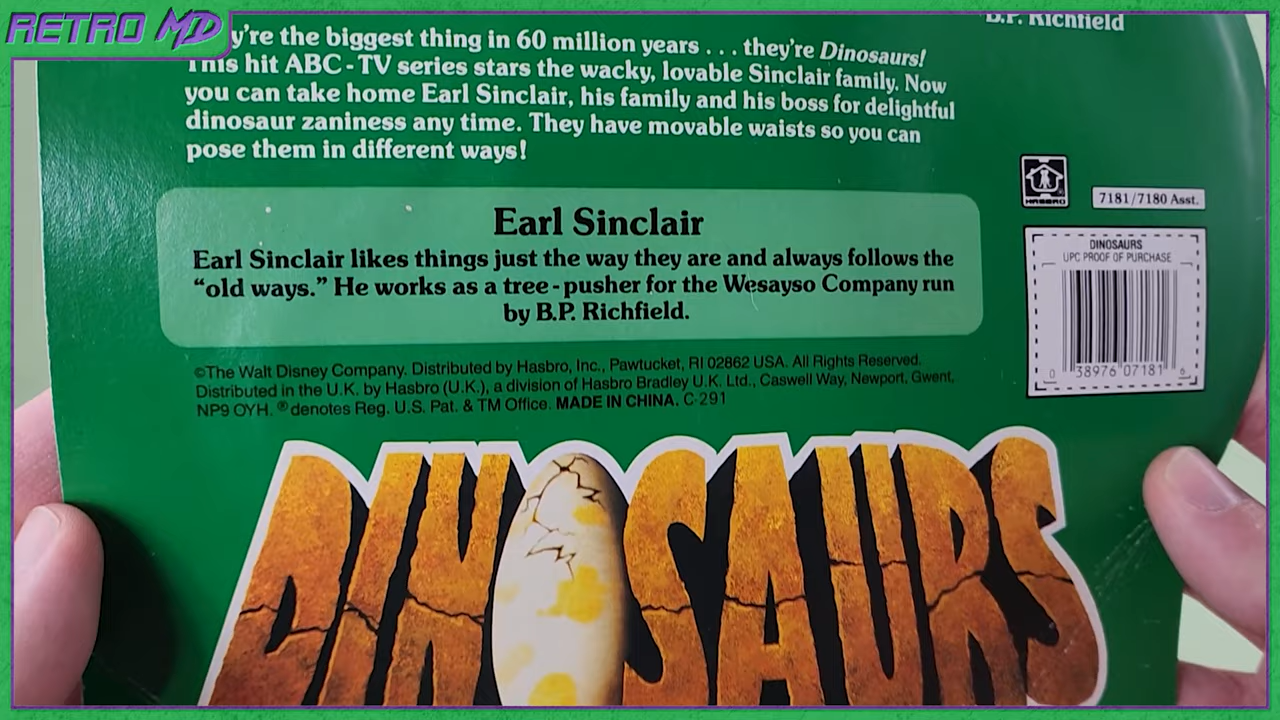 RETRO MD
B.P. Richfield
y're the biggest thing in 60 million years . . . they're Dinosaurs!
This hit ABC-TV series stars the wacky, lovable Sinclair family. Now
you can take home Earl Sinclair, his family and his boss for delightful
dinosaur zaniness any time. They have movable waists so you can
pose them in different ways!
HASBRO
7181/7180 Asst.
Earl Sinclair
Earl Sinclair likes things just the way they are and always follows the
“old ways.” He works as a tree-pusher for the Wesayso Company run
by B.P. Richfield.
DINOSAURS
UPC PROOF OF PURCHASE
0 38976 07181 6
©The Walt Disney Company. Distributed by Hasbro, Inc., Pawtucket, RI 02862 USA. All Rights Reserved.
Distributed in the U.K. by Hasbro (U.K.), a division of Hasbro Bradley U.K. Ltd., Caswell Way, Newport, Gwent,
NP9 OYH. ® denotes Reg. U.S. Pat. & TM Office. MADE IN CHINA. C-291
DINOSAURS